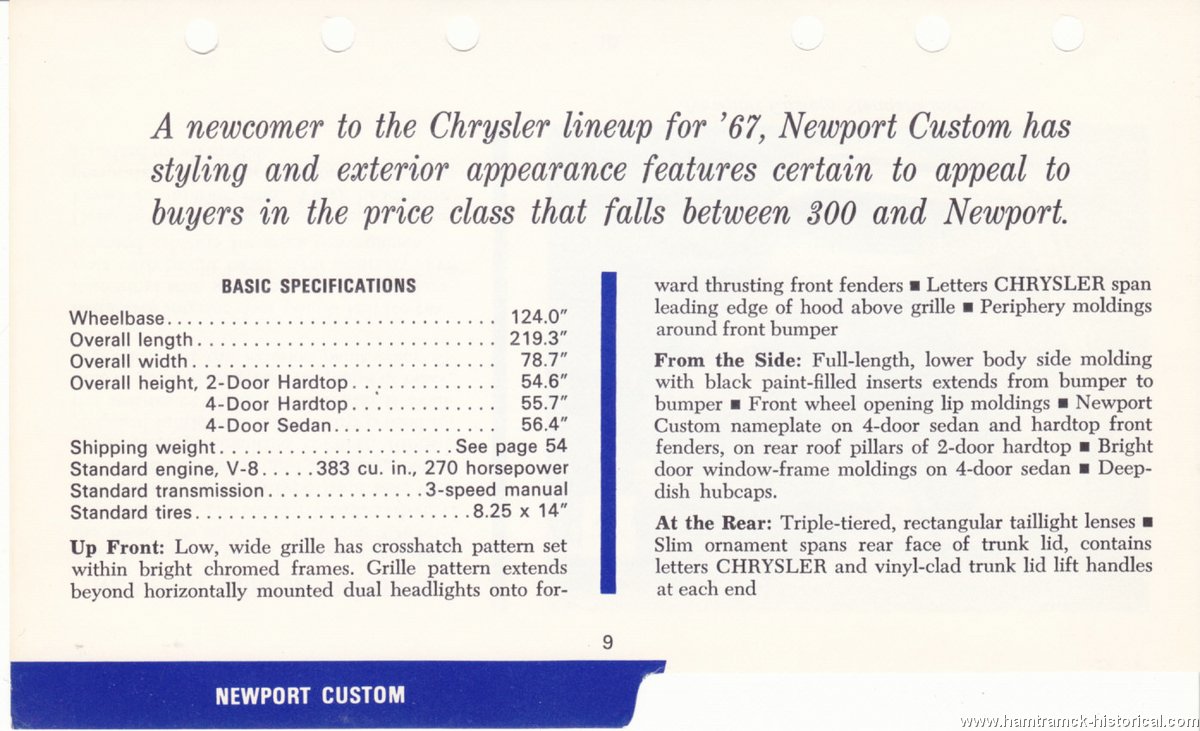 A newcomer to the Chrysler lineup for '67, Newport Custom has
styling and exterior appearance features certain to appeal to
buyers in the price class that falls between 300 and Newport.
BASIC SPECIFICATIONS
Wheelbase............................... 124.0"
Overall length............................ 219.3"
Overall width............................. 78.7"
Overall height, 2-Door Hardtop.............. 54.6"
4-Door Hardtop.............. 55.7"
4-Door Sedan................ 56.4"
Shipping weight.......................See page 54
Standard engine, V-8.....383 cu. in., 270 horsepower
Standard transmission...............3-speed manual
Standard tires..........................8.25 x 14"
Up Front: Low, wide grille has crosshatch pattern set
within bright chromed frames. Grille pattern extends
beyond horizontally mounted dual headlights onto for-
ward thrusting front fenders ■ Letters CHRYSLER span
leading edge of hood above grille ■ Periphery moldings
around front bumper
From the Side: Full-length, lower body side molding
with black paint-filled inserts extends from bumper to
bumper ■ Front wheel opening lip moldings ■ Newport
Custom nameplate on 4-door sedan and hardtop front
fenders, on rear roof pillars of 2-door hardtop ■ Bright
door window-frame moldings on 4-door sedan ■ Deep-
dish hubcaps.
At the Rear: Triple-tiered, rectangular taillight lenses ■
Slim ornament spans rear face of trunk lid, contains
letters CHRYSLER and vinyl-clad trunk lid lift handles
at each end
9
NEWPORT CUSTOM
www.hamtramck-historical.com